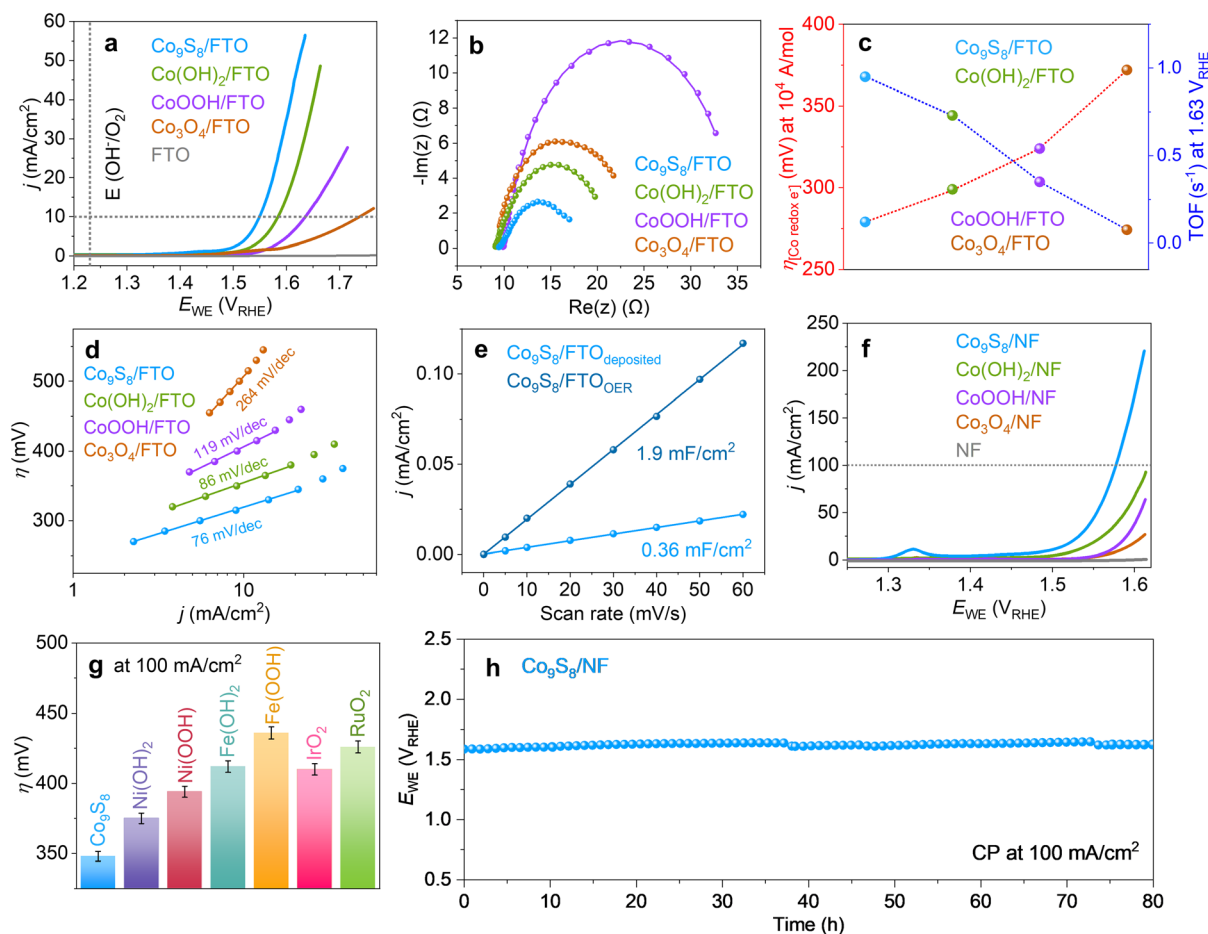 a
Co₉S₈/FTO
Co(OH)₂/FTO
CoOOH/FTO
Co₃O₄/FTO
FTO
E (OH⁻/O₂)
60
50
40
30
20
10
0
j (mA/cm²)
1.2 1.3 1.4 1.5 1.6 1.7
E_WE (V_RHE)
b
12
10
8
6
4
2
0
-Im(z) (Ω)
Co₉S₈/FTO
Co(OH)₂/FTO
CoOOH/FTO
Co₃O₄/FTO
5 10 15 20 25 30 35
Re(z) (Ω)
c
Co₉S₈/FTO
Co(OH)₂/FTO
CoOOH/FTO
Co₃O₄/FTO
400
350
300
250
η[Co redox e⁻]
(mV) at 10⁴ A/mol
1.0
0.5
0.0
TOF (s⁻¹) at 1.63 V_RHE
d
Co₉S₈/FTO
Co(OH)₂/FTO
CoOOH/FTO
Co₃O₄/FTO
264 mV/dec
119 mV/dec
86 mV/dec
76 mV/dec
500
400
300
η (mV)
1 10
j (mA/cm²)
e
Co₉S₈/FTO_deposited
Co₉S₈/FTO_OER
1.9 mF/cm²
0.36 mF/cm²
0.10
0.05
0.00
j (mA/cm²)
0 10 20 30 40 50 60
Scan rate (mV/s)
f
Co₉S₈/NF
Co(OH)₂/NF
CoOOH/NF
Co₃O₄/NF
NF
250
200
150
100
50
0
j (mA/cm²)
1.3 1.4 1.5 1.6
E_WE (V_RHE)
g at 100 mA/cm²
500
450
400
350
η (mV)
Co₉S₈
Ni(OH)₂
Ni(OOH)
Fe(OH)₂
Fe(OOH)
IrO₂
RuO₂
h
Co₉S₈/NF
2.5
2.0
1.5
1.0
0.5
E_WE (V_RHE)
CP at 100 mA/cm²
0 10 20 30 40 50 60 70 80
Time (h)